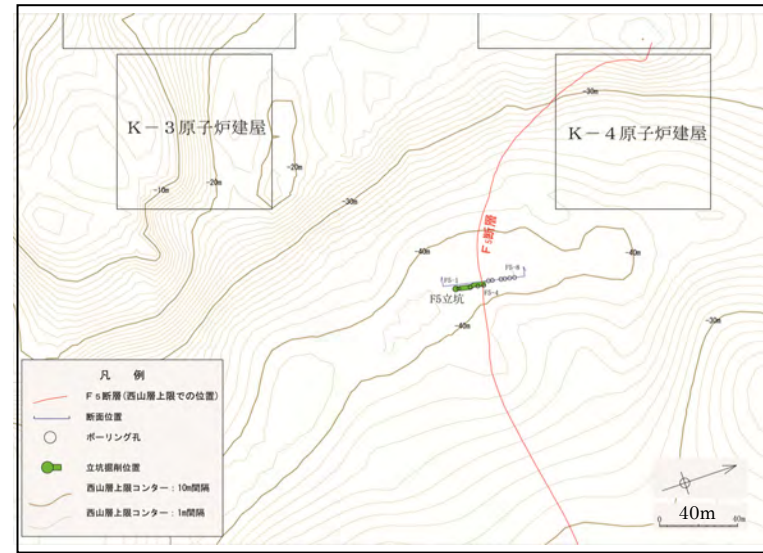 K－3原子炉建屋
K－4原子炉建屋
-30m
-20m
-20m
-10m
-30m
F5断層
-40m
-40m
F5-8
F5-1
F5-4
F5立坑
-40m
-30m
凡 例
F5断層(西山層上限での位置)
断面位置
ボーリング孔
立坑掘削位置
西山層上限コンター：10m間隔
西山層上限コンター：1m間隔
40m
0 40m